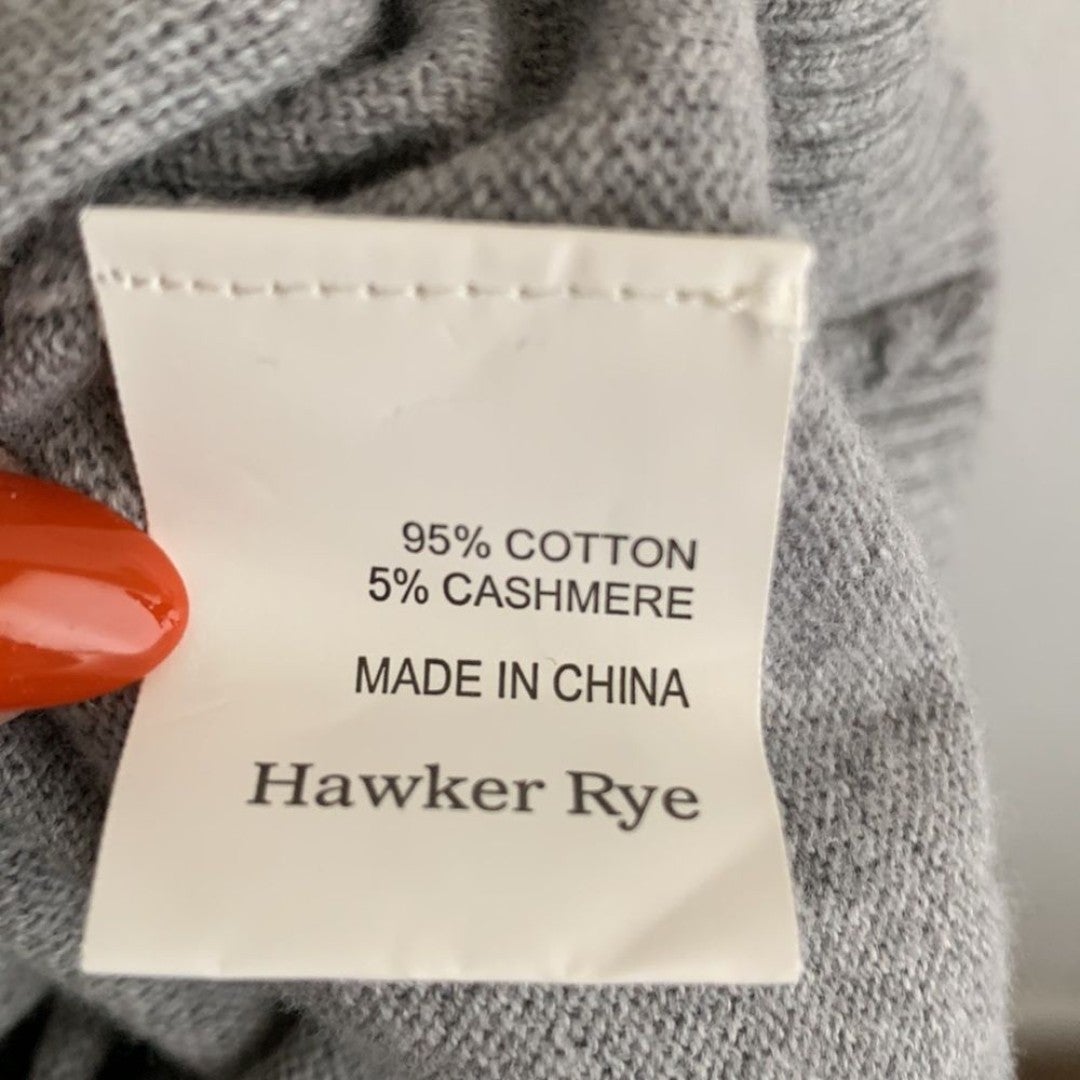 95% COTTON
5% CASHMERE
MADE IN CHINA
Hawker Rye